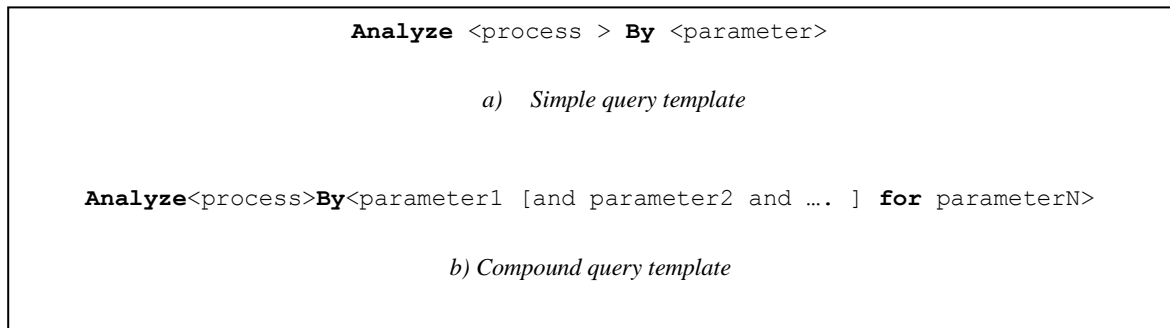 Analyze <process > By <parameter>
a) Simple query template
Analyze<process>By<parameter1 [and parameter2 and …. ] for parameterN>
b) Compound query template